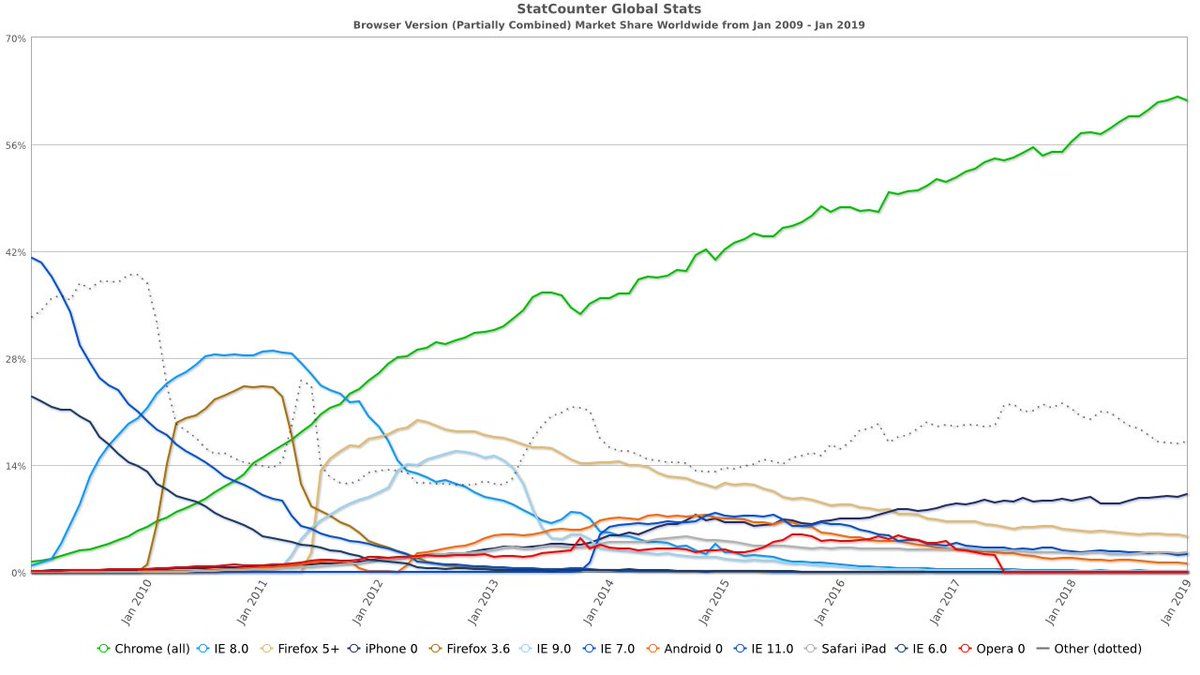 StatCounter Global Stats
Browser Version (Partially Combined) Market Share Worldwide from Jan 2009 - Jan 2019
70%
56%
42%
28%
14%
0%
Jan 2010 Jan 2011 Jan 2012 Jan 2013 Jan 2014 Jan 2015 Jan 2016 Jan 2017 Jan 2018 Jan 2019
Chrome (all) IE 8.0 Firefox 5+ iPhone 0 Firefox 3.6 IE 9.0 IE 7.0 Android 0 IE 11.0 Safari iPad IE 6.0 Opera 0 Other (dotted)